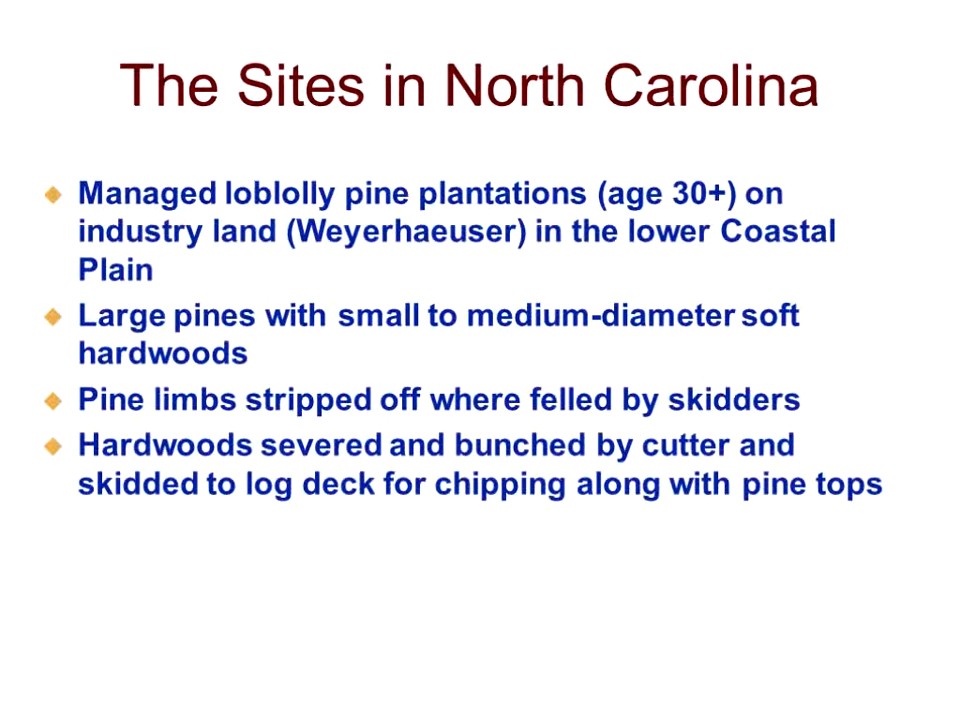 The Sites in North Carolina
Managed loblolly pine plantations (age 30+) on
industry land (Weyerhaeuser) in the lower Coastal
Plain
Large pines with small to medium-diameter soft
hardwoods
Pine limbs stripped off where felled by skidders
Hardwoods severed and bunched by cutter and
skidded to log deck for chipping along with pine tops